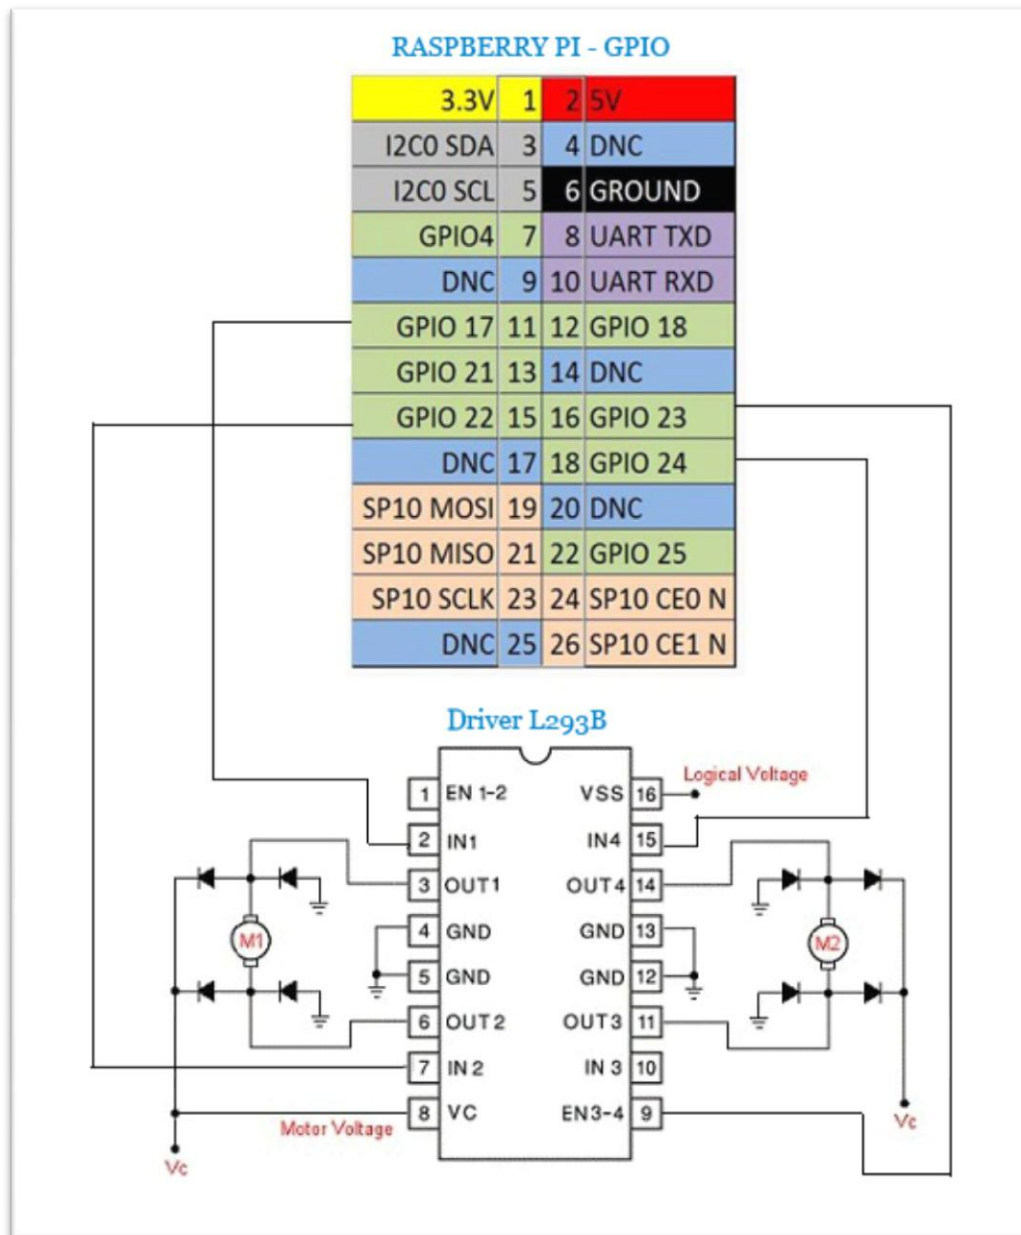 RASPBERRY PI - GPIO
3.3V 1 2 5V
I2C0 SDA 3 4 DNC
I2C0 SCL 5 6 GROUND
GPIO4 7 8 UART TXD
DNC 9 10 UART RXD
GPIO 17 11 12 GPIO 18
GPIO 21 13 14 DNC
GPIO 22 15 16 GPIO 23
DNC 17 18 GPIO 24
SP10 MOSI 19 20 DNC
SP10 MISO 21 22 GPIO 25
SP10 SCLK 23 24 SP10 CE0 N
DNC 25 26 SP10 CE1 N
Driver L293B
Logical Voltage
1 EN 1-2 VSS 16
2 IN1 IN4 15
3 OUT1 OUT4 14
4 GND GND 13
M1 M2
5 GND GND 12
6 OUT2 OUT3 11
7 IN 2 IN 3 10
8 VC EN3-4 9
Motor Voltage
Vc
Vc